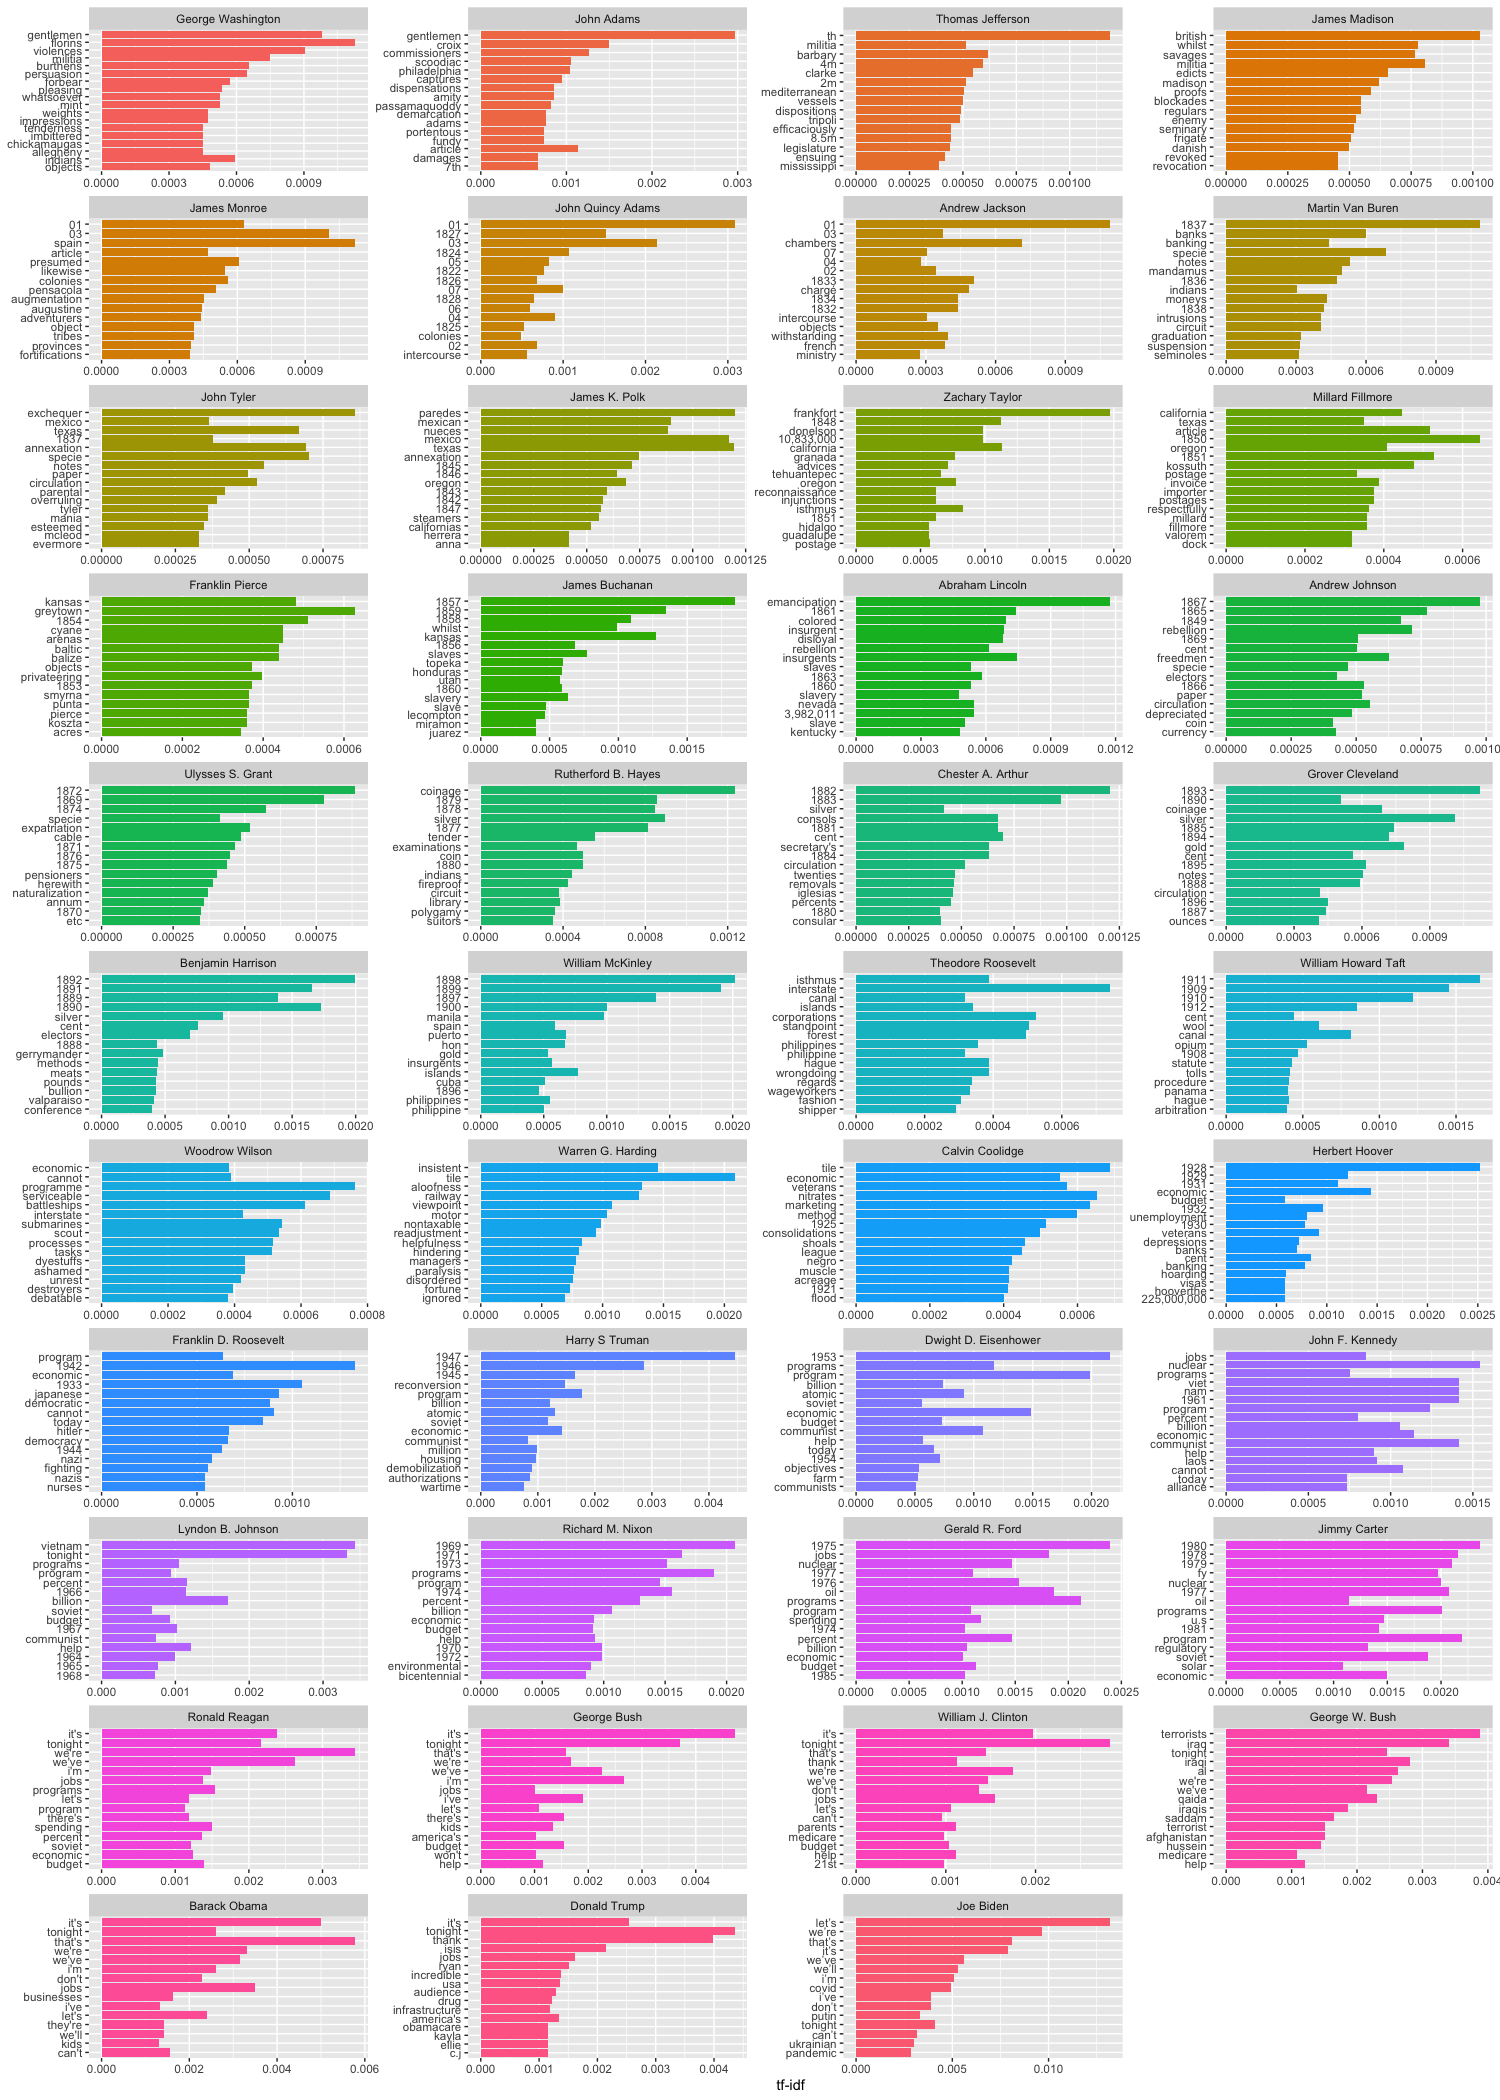 George Washington
gentlemen
florins
violences
militia
burthens
persuasion
forbear
pleasing
whatsoever
mint
weights
impressions
tenderness
imbittered
chickamaugas
allegheny
indians
objects
0.0000 0.0003 0.0006 0.0009
John Adams
gentlemen
croix
commissioners
scoodiac
philadelphia
captures
dispensations
amity
passamaquoddy
demarcation
adams
portentous
fundy
article
damages
7th
0.000 0.001 0.002 0.003
Thomas Jefferson
th
militia
barbary
4m
clarke
2m
mediterranean
vessels
dispositions
tripoli
efficaciously
8.5m
legislature
ensuing
mississippi
0.00000 0.00025 0.00050 0.00075 0.00100
James Madison
british
whilst
savages
militia
edicts
madison
proofs
blockades
regulars
enemy
seminary
frigate
danish
revoked
revocation
0.00000 0.00025 0.00050 0.00075 0.00100
James Monroe
01
03
spain
article
presumed
likewise
colonies
pensacola
augmentation
augustine
adventurers
object
tribes
provinces
fortifications
0.0000 0.0003 0.0006 0.0009
John Quincy Adams
01
1827
03
1824
05
1822
1826
07
1828
06
04
1825
colonies
02
intercourse
0.000 0.001 0.002 0.003
Andrew Jackson
01
03
chambers
07
04
02
1833
charge
1834
1832
intercourse
objects
withstanding
french
ministry
0.0000 0.0003 0.0006 0.0009
Martin Van Buren
1837
banks
banking
specie
notes
mandamus
1836
indians
moneys
1838
intrusions
circuit
graduation
suspension
seminoles
0.0000 0.0003 0.0006 0.0009
John Tyler
exchequer
mexico
texas
1837
annexation
specie
notes
paper
circulation
parental
overruling
tyler
mania
esteemed
mcleod
evermore
0.00000 0.00025 0.00050 0.00075
James K. Polk
paredes
mexican
nueces
mexico
texas
annexation
1845
1846
oregon
1843
1842
1847
steamers
californias
herrera
anna
0.00000 0.00025 0.00050 0.00075 0.00100 0.00125
Zachary Taylor
frankfort
1848
donelson
10,833,000
california
granada
advices
tehuantepec
oregon
reconnaissance
injunctions
isthmus
1851
hidalgo
guadalupe
postage
0.0000 0.0005 0.0010 0.0015 0.0020
Millard Fillmore
california
texas
article
1850
oregon
1851
kossuth
postage
invoice
importer
postages
respectfully
millard
fillmore
valorem
dock
0.0000 0.0002 0.0004 0.0006
Franklin Pierce
kansas
greytown
1854
cyane
arenas
baltic
balize
objects
privateering
1853
smyrna
punta
pierce
koszta
acres
0.0000 0.0002 0.0004 0.0006
James Buchanan
1857
1859
1858
whilst
kansas
1856
slaves
topeka
honduras
utah
1860
slavery
slave
lecompton
miramon
juarez
0.0000 0.0005 0.0010 0.0015
Abraham Lincoln
emancipation
1861
colored
insurgent
disloyal
rebellion
insurgents
slaves
1863
1860
slavery
nevada
3,982,011
slave
kentucky
0.0000 0.0003 0.0006 0.0009 0.0012
Andrew Johnson
1867
1865
1849
rebellion
1869
cent
freedmen
specie
electors
1866
paper
circulation
depreciated
coin
currency
0.00000 0.00025 0.00050 0.00075 0.00100
Ulysses S. Grant
1872
1869
1874
specie
expatriation
cable
1871
1876
1875
pensioners
herewith
naturalization
annum
1870
etc
0.00000 0.00025 0.00050 0.00075
Rutherford B. Hayes
coinage
1879
1878
silver
1877
tender
examinations
coin
1880
indians
fireproof
circuit
library
polygamy
suitors
0.0000 0.0004 0.0008 0.0012
Chester A. Arthur
1882
1883
silver
consols
1881
cent
secretary's
1884
circulation
twenties
removals
iglesias
percents
1880
consular
0.00000 0.00025 0.00050 0.00075 0.00100 0.00125
Grover Cleveland
1893
1890
coinage
silver
1885
1894
gold
cent
1895
notes
1888
circulation
1896
1887
ounces
0.0000 0.0003 0.0006 0.0009
Benjamin Harrison
1892
1891
1889
1890
silver
cent
electors
1888
gerrymander
methods
meats
pounds
bullion
valparaiso
conference
0.0000 0.0005 0.0010 0.0015 0.0020
William McKinley
1898
1899
1897
1900
manila
spain
puerto
hon
gold
insurgents
islands
cuba
1896
philippines
philippine
0.0000 0.0005 0.0010 0.0015 0.0020
Theodore Roosevelt
isthmus
interstate
canal
islands
corporations
standpoint
forest
philippines
philippine
hague
wrongdoing
regards
wageworkers
fashion
shipper
0.0000 0.0002 0.0004 0.0006
William Howard Taft
1911
1909
1910
1912
cent
wool
canal
opium
1908
statute
tolls
procedure
panama
hague
arbitration
0.0000 0.0005 0.0010 0.0015
Woodrow Wilson
economic
cannot
programme
serviceable
battleships
interstate
submarines
scout
processes
tasks
dyestuffs
ashamed
unrest
destroyers
debatable
0.0000 0.0002 0.0004 0.0006 0.0008
Warren G. Harding
insistent
tile
aloofness
railway
viewpoint
motor
nontaxable
readjustment
helpfulness
hindering
managers
paralysis
disordered
fortune
ignored
0.0000 0.0005 0.0010 0.0015 0.0020
Calvin Coolidge
tile
economic
veterans
nitrates
marketing
method
1925
consolidations
shoals
league
negro
muscle
acreage
1921
flood
0.0000 0.0002 0.0004 0.0006
Herbert Hoover
1928
1929
1931
economic
budget
1932
unemployment
1930
veterans
depressions
banks
cent
banking
hoarding
visas
hooverthe
225,000,000
0.0000 0.0005 0.0010 0.0015 0.0020 0.0025
Franklin D. Roosevelt
program
1942
economic
1933
japanese
democratic
cannot
today
hitler
democracy
1944
nazi
fighting
nazis
nurses
0.0000 0.0005 0.0010
Harry S Truman
1947
1946
1945
reconversion
program
billion
atomic
soviet
economic
communist
million
housing
demobilization
authorizations
wartime
0.000 0.001 0.002 0.003 0.004
Dwight D. Eisenhower
1953
programs
program
billion
atomic
soviet
economic
budget
communist
help
today
1954
objectives
farm
communists
0.0000 0.0005 0.0010 0.0015 0.0020
John F. Kennedy
jobs
nuclear
programs
viet
nam
1961
program
percent
billion
economic
communist
help
laos
cannot
today
alliance
0.0000 0.0005 0.0010 0.0015
Lyndon B. Johnson
vietnam
tonight
programs
program
percent
1966
billion
soviet
budget
1967
communist
help
1964
1965
1968
0.000 0.001 0.002 0.003
Richard M. Nixon
1969
1971
1973
programs
program
1974
percent
billion
economic
budget
help
1970
1972
environmental
bicentennial
0.0000 0.0005 0.0010 0.0015 0.0020
Gerald R. Ford
1975
jobs
nuclear
1977
1976
oil
programs
program
spending
1974
percent
billion
economic
budget
1985
0.0000 0.0005 0.0010 0.0015 0.0020 0.0025
Jimmy Carter
1980
1978
1979
fy
nuclear
1977
oil
programs
u.s
1981
program
regulatory
soviet
solar
economic
0.0000 0.0005 0.0010 0.0015 0.0020
Ronald Reagan
it's
tonight
we're
we've
i'm
jobs
programs
let's
program
there's
spending
percent
soviet
economic
budget
0.000 0.001 0.002 0.003
George Bush
it's
tonight
that's
we're
we've
i'm
jobs
i've
let's
there's
kids
america's
budget
won't
help
0.000 0.001 0.002 0.003 0.004
William J. Clinton
it's
tonight
that's
thank
we're
we've
don't
jobs
let's
can't
parents
medicare
budget
help
21st
0.000 0.001 0.002
George W. Bush
terrorists
iraq
tonight
iraqi
al
we're
we've
qaida
iraqis
saddam
terrorist
afghanistan
hussein
medicare
help
0.000 0.001 0.002 0.003 0.004
Barack Obama
it's
tonight
that's
we're
we've
i'm
don't
jobs
businesses
i've
let's
they're
we'll
kids
can't
0.000 0.002 0.004 0.006
Donald Trump
it's
tonight
thank
isis
jobs
ryan
incredible
usa
audience
drug
infrastructure
america's
obamacare
kayla
ellie
c.j
0.000 0.001 0.002 0.003 0.004
Joe Biden
let’s
we’re
that’s
it’s
we’ve
we’ll
i’m
covid
i’ve
don’t
putin
tonight
can’t
ukrainian
pandemic
0.000 0.005 0.010
tf-idf